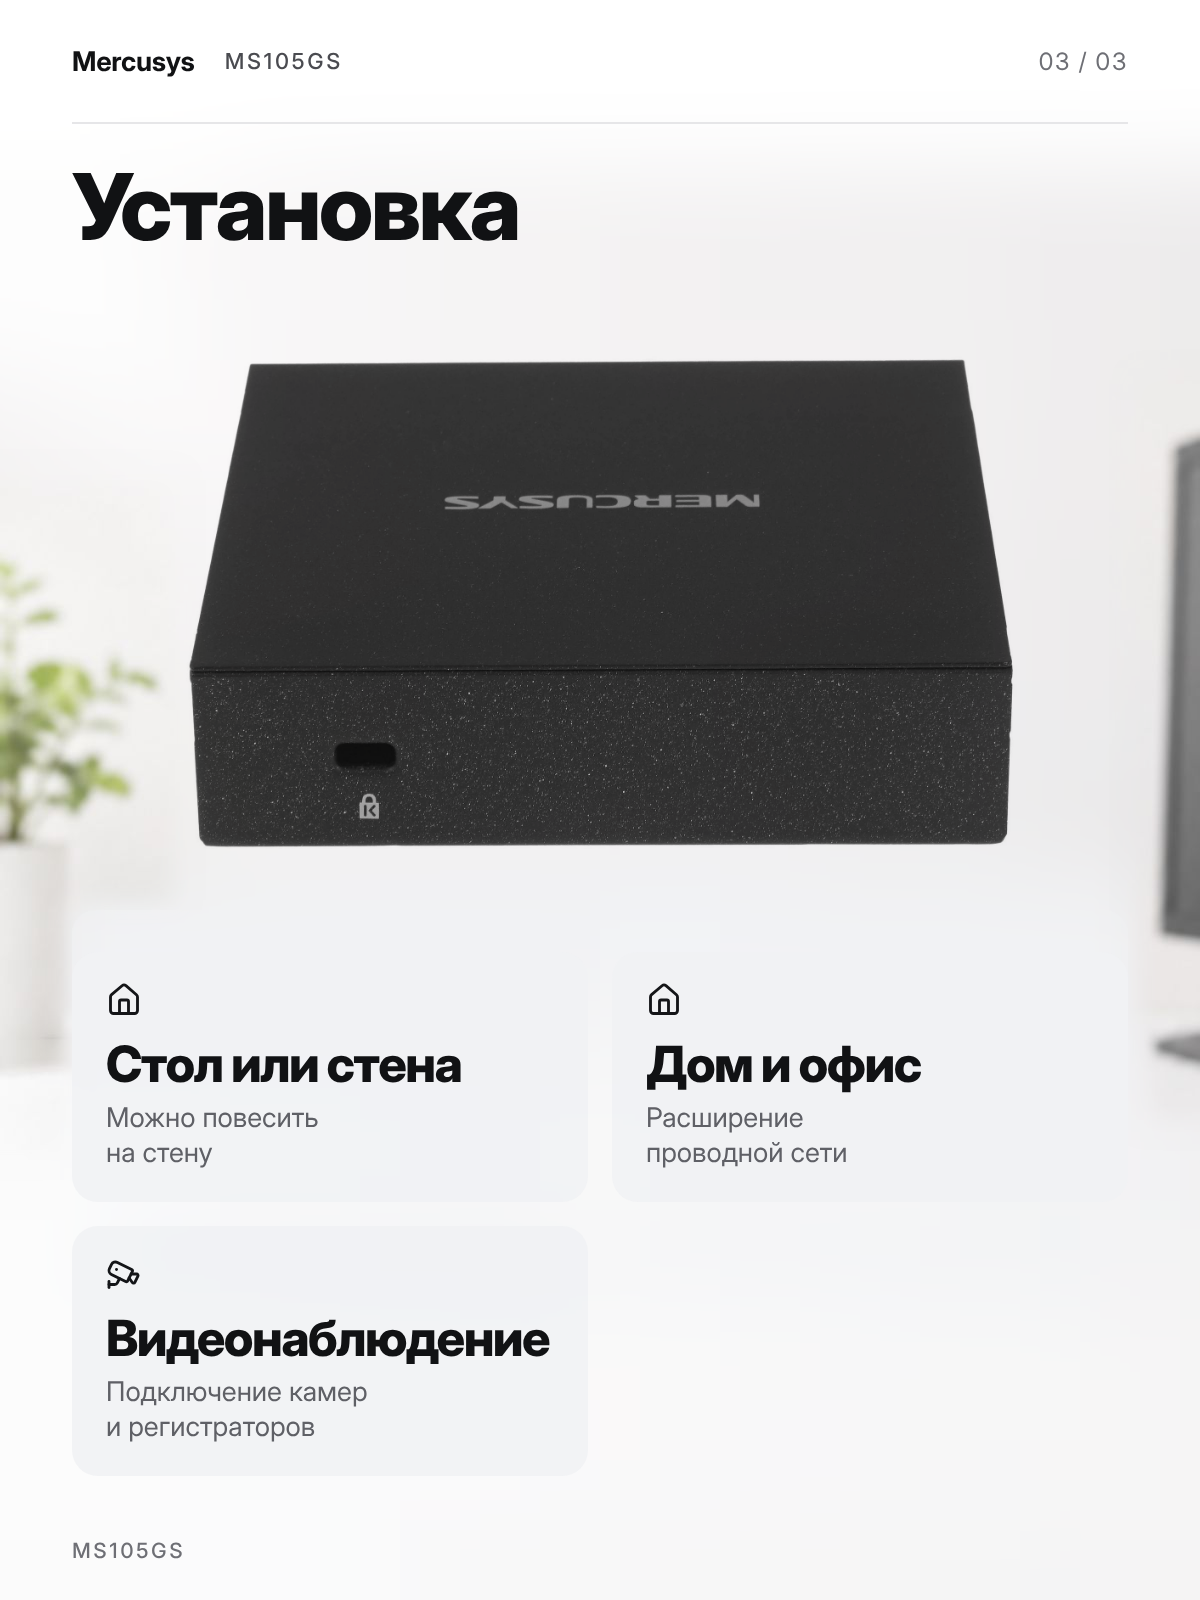 Mercusys MS105GS 03 / 03
Установка
MERCUSYS
Стол или стена
Можно повесить
на стену
Дом и офис
Расширение
проводной сети
Видеонаблюдение
Подключение камер
и регистраторов
MS105GS